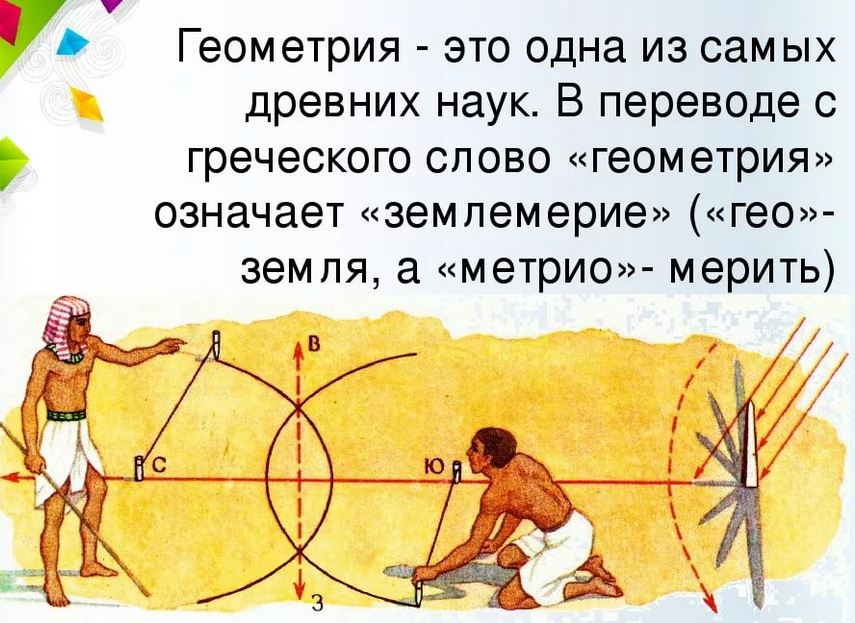 Геометрия - это одна из самых
древних наук. В переводе с
греческого слово «геометрия»
означает «землемерие» («гео»-
земля, а «метрио»- мерить)
В
С
Ю
З